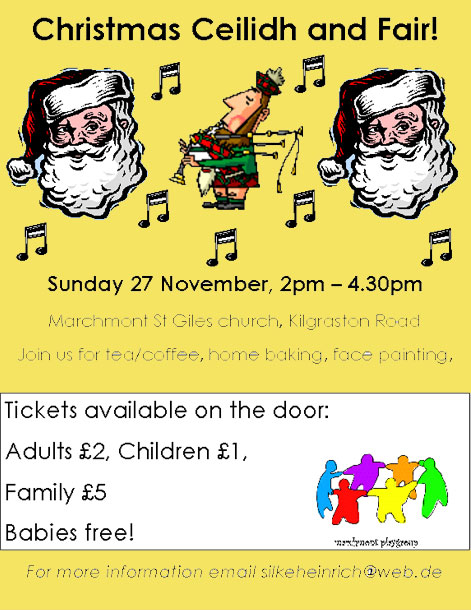 Christmas Ceilidh and Fair!
Sunday 27 November, 2pm – 4.30pm
Marchmont St Giles church, Kilgraston Road
Join us for tea/coffee, home baking, face painting,
Tickets available on the door:
Adults £2, Children £1,
Family £5
Babies free!
marchmont playgroup
For more information email silkeheinrich@web.de